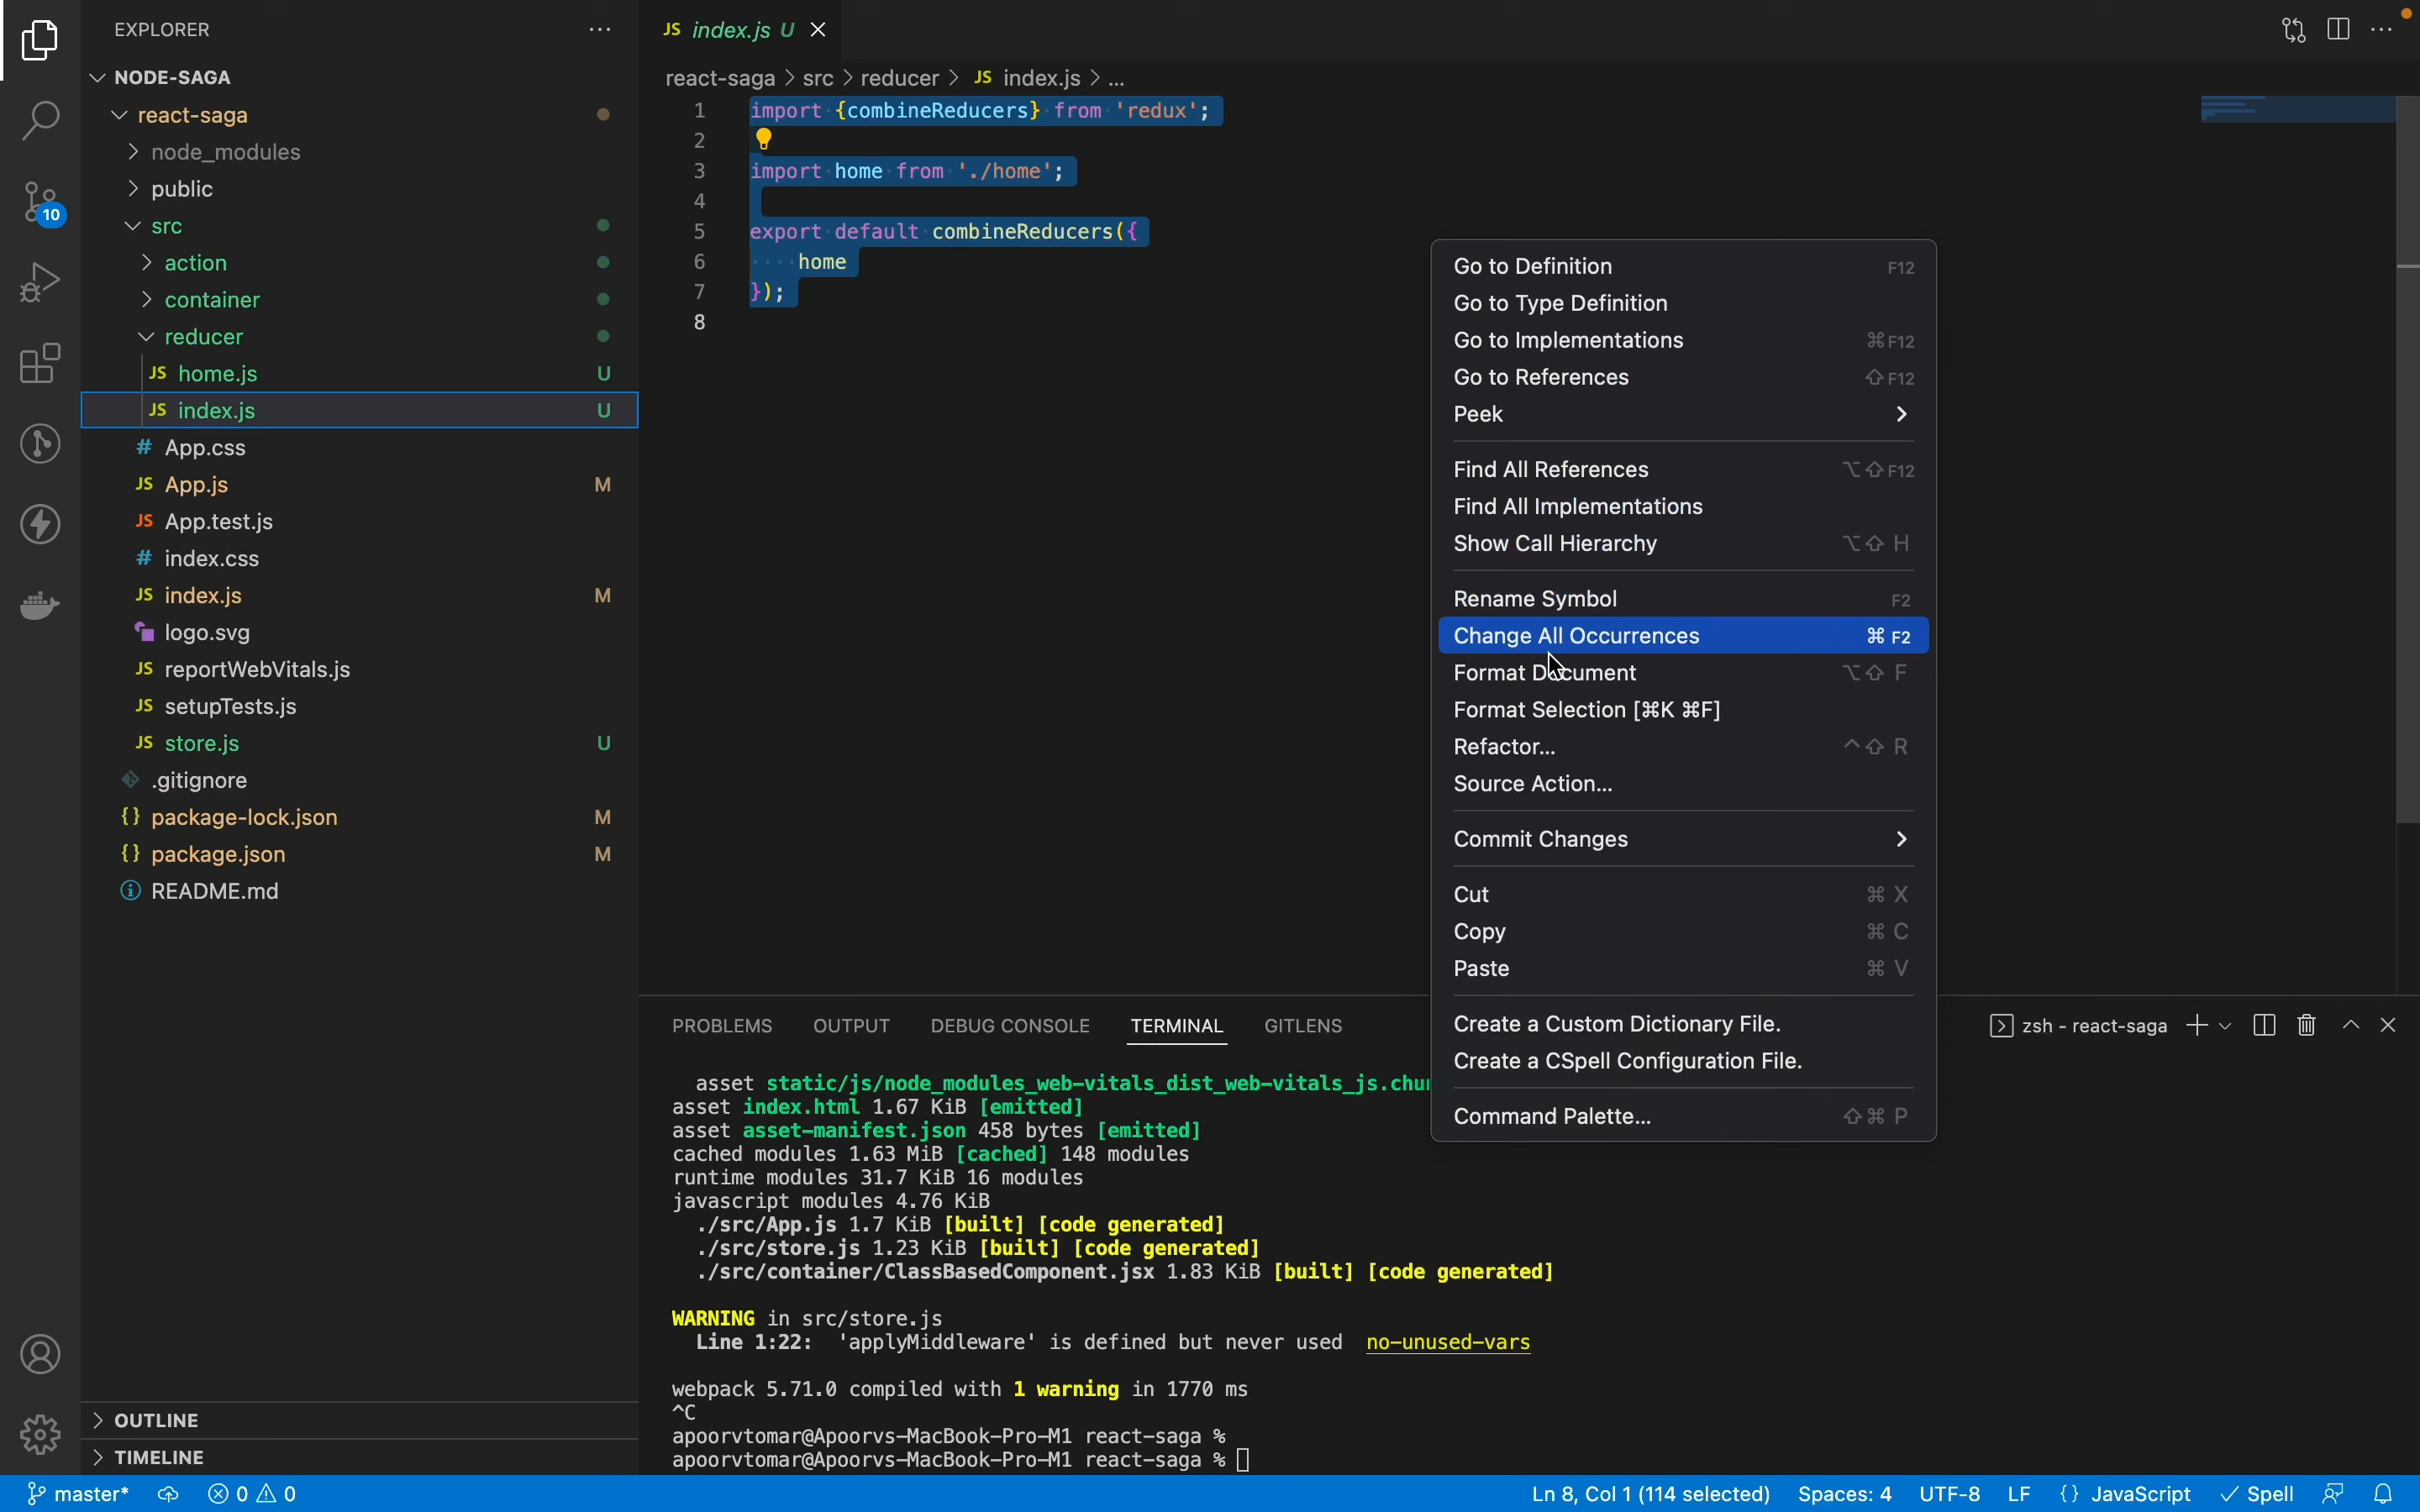 EXPLORER
NODE-SAGA
react-saga
node_modules
public
src
action
container
reducer
JS home.js U
JS index.js U
# App.css
JS App.js M
JS App.test.js
# index.css
JS index.js M
logo.svg
JS reportWebVitals.js
JS setupTests.js
JS store.js U
.gitignore
{} package-lock.json M
{} package.json M
README.md
OUTLINE
TIMELINE
10
JS index.js U
react-saga > src > reducer > JS index.js > ...
1 import {combineReducers} from 'redux';
2
3 import home from './home';
4
5 export default combineReducers({
6 home
7 });
8
Go to Definition F12
Go to Type Definition
Go to Implementations ⌘F12
Go to References ⇧F12
Peek
Find All References ⌥⇧F12
Find All Implementations
Show Call Hierarchy ⌥⇧ H
Rename Symbol F2
Change All Occurrences ⌘ F2
Format Document ⌥⇧ F
Format Selection [⌘K ⌘F]
Refactor... ^⇧ R
Source Action...
Commit Changes
Cut ⌘ X
Copy ⌘ C
Paste ⌘ V
Create a Custom Dictionary File.
Create a CSpell Configuration File.
Command Palette... ⇧⌘ P
PROBLEMS OUTPUT DEBUG CONSOLE TERMINAL GITLENS
zsh - react-saga
asset static/js/node_modules_web-vitals_dist_web-vitals_js.chu
asset index.html 1.67 KiB [emitted]
asset asset-manifest.json 458 bytes [emitted]
cached modules 1.63 MiB [cached] 148 modules
runtime modules 31.7 KiB 16 modules
javascript modules 4.76 KiB
./src/App.js 1.7 KiB [built] [code generated]
./src/store.js 1.23 KiB [built] [code generated]
./src/container/ClassBasedComponent.jsx 1.83 KiB [built] [code generated]
WARNING in src/store.js
Line 1:22: 'applyMiddleware' is defined but never used no-unused-vars
webpack 5.71.0 compiled with 1 warning in 1770 ms
^C
apoorvtomar@Apoorvs-MacBook-Pro-M1 react-saga %
apoorvtomar@Apoorvs-MacBook-Pro-M1 react-saga %
master* 0 0 Ln 8, Col 1 (114 selected) Spaces: 4 UTF-8 LF {} JavaScript Spell